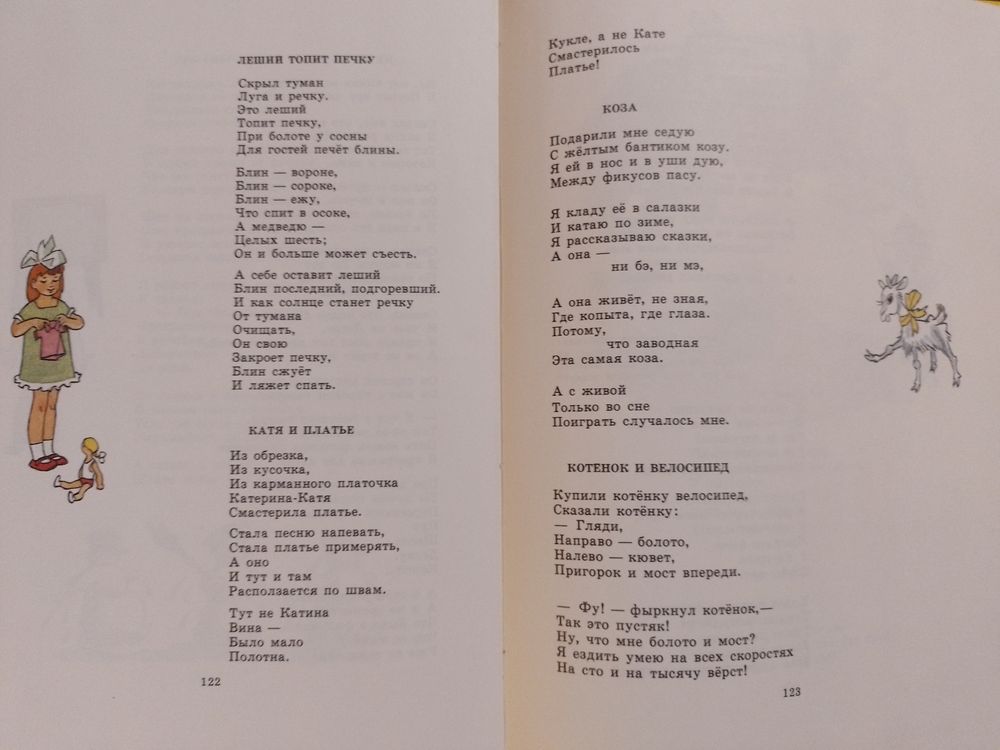 ЛЕШИЙ ТОПИТ ПЕЧКУ
Скрыл туман
Луга и речку.
Это леший
Топит печку,
При болоте у сосны
Для гостей печёт блины.
Блин — вороне,
Блин — сороке,
Блин — ежу,
Что спит в осоке,
А медведю —
Целых шесть;
Он и больше может съесть.
А себе оставит леший
Блин последний, подгоревший.
И как солнце станет речку
От тумана
Очищать,
Он свою
Закроет печку,
Блин сжуёт
И ляжет спать.
КАТЯ И ПЛАТЬЕ
Из обрезка,
Из кусочка,
Из карманного платочка
Катерина-Катя
Смастерила платье.
Стала песню напевать,
Стала платье примерять,
А оно
И тут и там
Расползается по швам.
Тут не Катина
Вина —
Было мало
Полотна.
122
Кукле, а не Кате
Смастерилось
Платье!
КОЗА
Подарили мне седую
С жёлтым бантиком козу.
Я ей в нос и в уши дую,
Между фикусов пасу.
Я кладу её в салазки
И катаю по зиме,
Я рассказываю сказки,
А она —
ни бэ, ни мэ,
А она живёт, не зная,
Где копыта, где глаза.
Потому,
что заводная
Эта самая коза.
А с живой
Только во сне
Поиграть случалось мне.
КОТЕНОК И ВЕЛОСИПЕД
Купили котёнку велосипед,
Сказали котёнку:
— Гляди,
Направо — болото,
Налево — кювет,
Пригорок и мост впереди.
— Фу! — фыркнул котёнок,—
Так это пустяк!
Ну, что мне болото и мост?
Я ездить умею на всех скоростях
На сто и на тысячу вёрст!
123